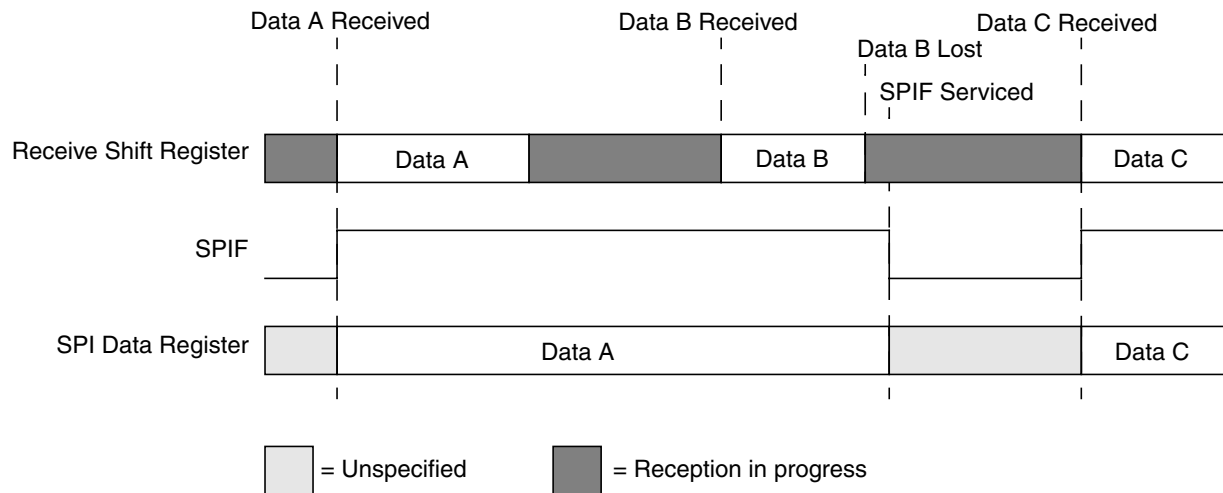 Data A Received
Data B Received
Data C Received
Data B Lost
SPIF Serviced
Receive Shift Register
Data A
Data B
Data C
SPIF
SPI Data Register
Data A
Data C
= Unspecified
= Reception in progress